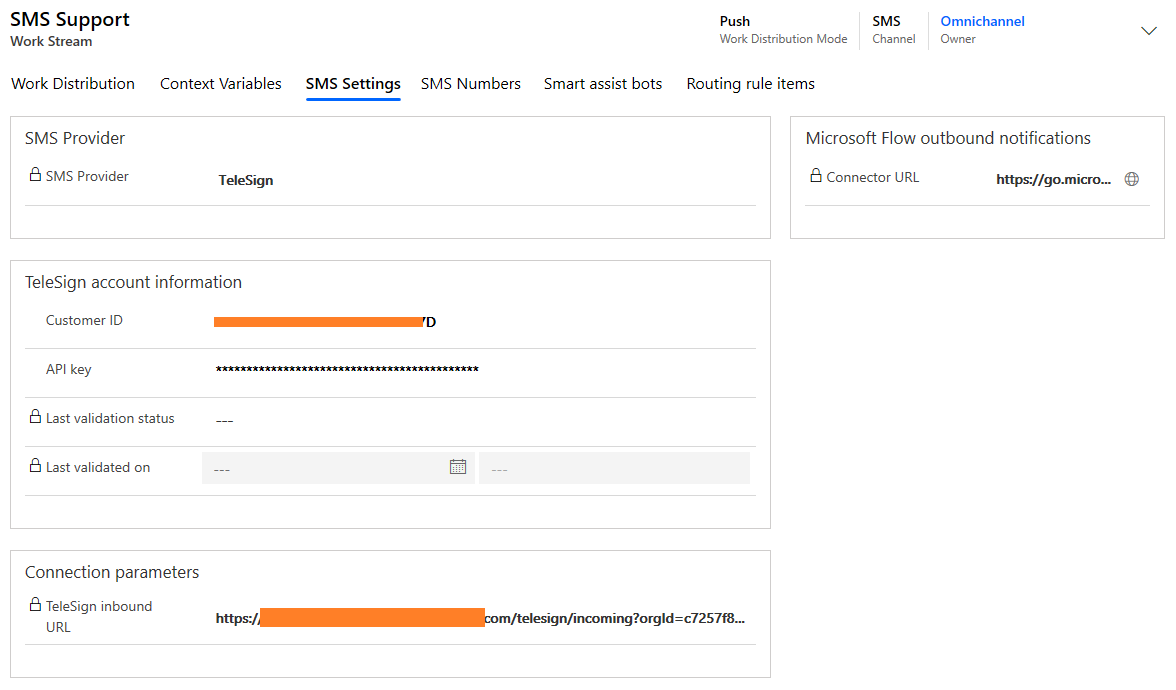 SMS Support
Work Stream
Push
Work Distribution Mode
SMS
Channel
Omnichannel
Owner
Work Distribution
Context Variables
SMS Settings
SMS Numbers
Smart assist bots
Routing rule items
SMS Provider
SMS Provider
TeleSign
Microsoft Flow outbound notifications
Connector URL
https://go.micro...
TeleSign account information
Customer ID
D
API key
*******************************************
Last validation status
---
Last validated on
---
---
Connection parameters
TeleSign inbound
URL
https:/
com/telesign/incoming?orgId=c7257f8...